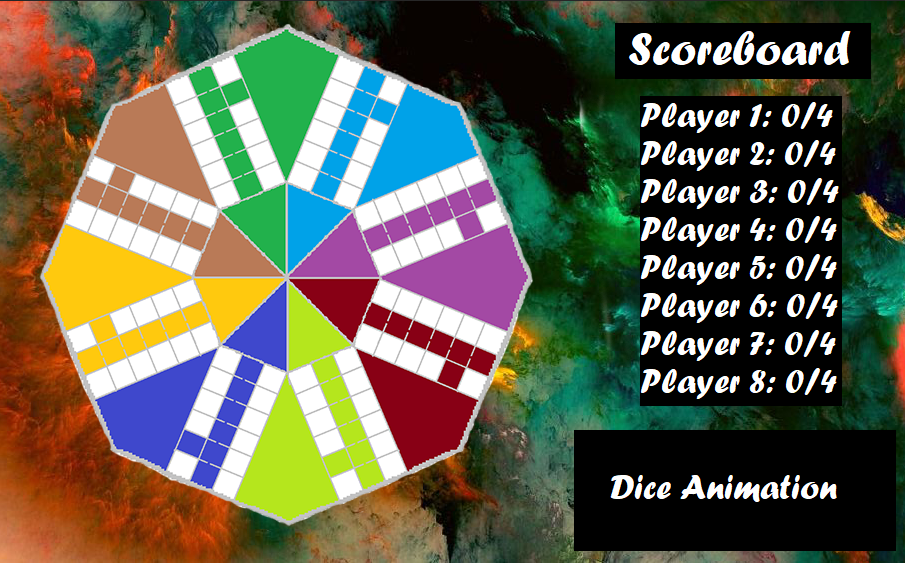 Scoreboard
Player 1: 0/4
Player 2: 0/4
Player 3: 0/4
Player 4: 0/4
Player 5: 0/4
Player 6: 0/4
Player 7: 0/4
Player 8: 0/4
Dice Animation